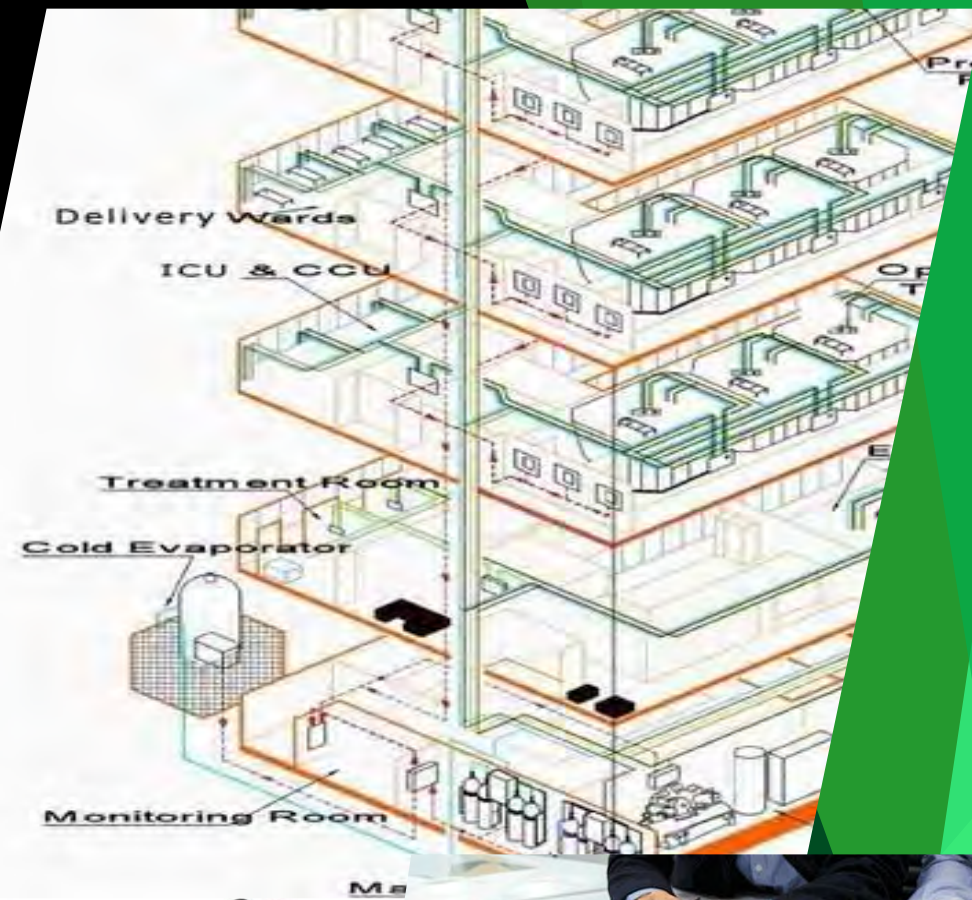 Delivery Wards
ICU & CCU
Treatment Room
Cold Evaporator
Monitoring Room